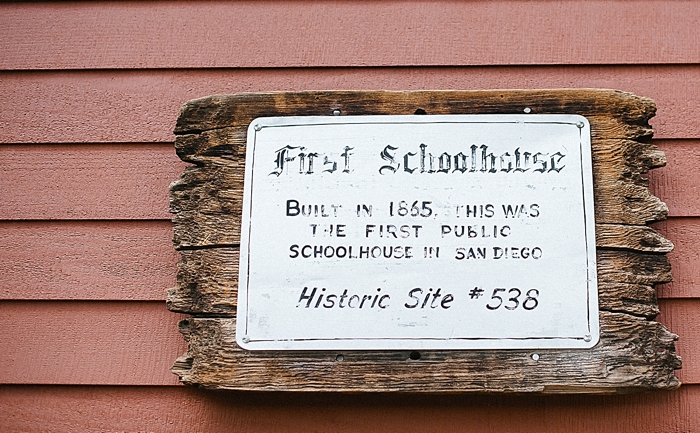 First Schoolhouse
BUILT IN 1865, THIS WAS
THE FIRST PUBLIC
SCHOOLHOUSE IN SAN DIEGO
Historic Site #538